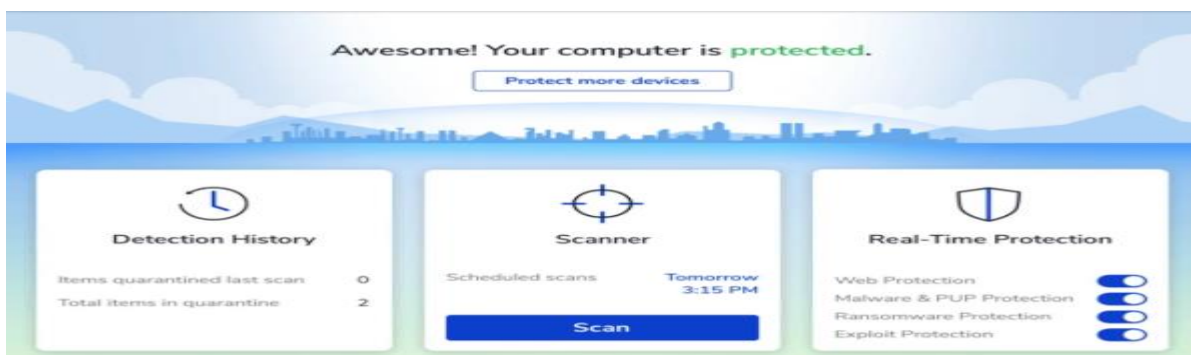 Awesome! Your computer is protected.
Protect more devices
Detection History
Items quarantined last scan 0
Total items in quarantine 2
Scanner
Scheduled scans Tomorrow
3:15 PM
Scan
Real-Time Protection
Web Protection
Malware & PUP Protection
Ransomware Protection
Exploit Protection